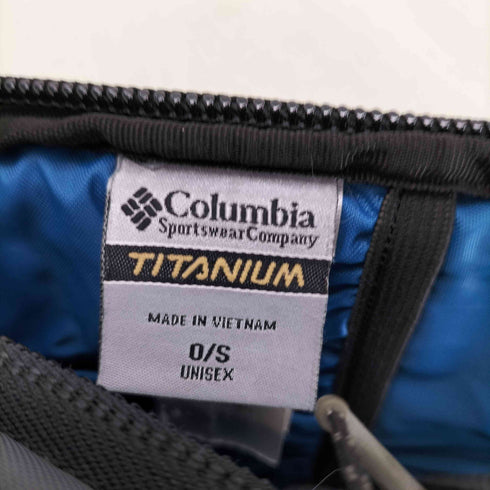 Columbia
Sportswear Company
TITANIUM
MADE IN VIETNAM
O/S
UNISEX